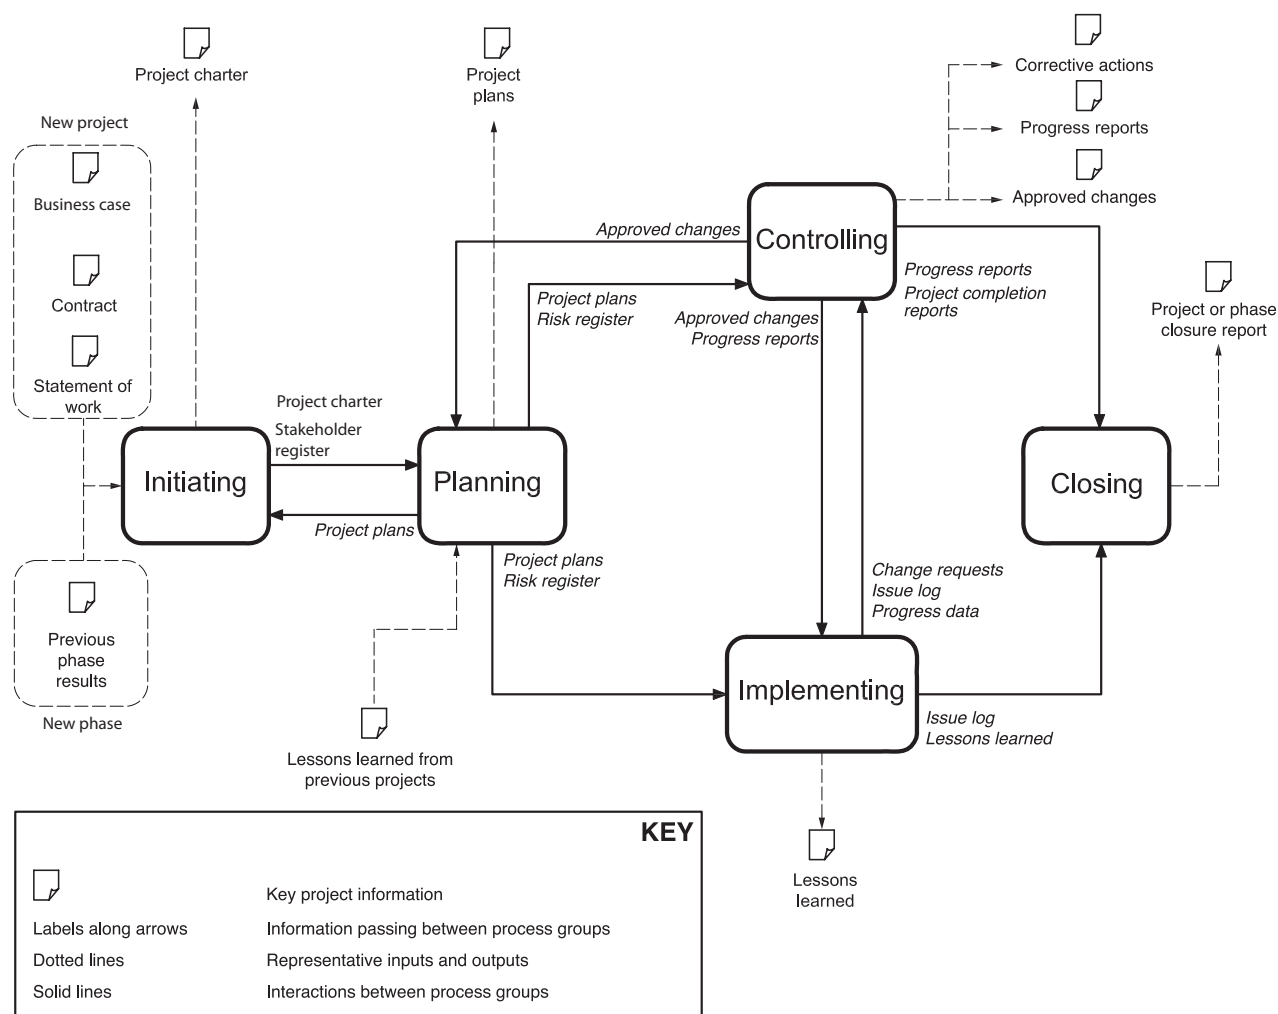 Project charter
Project
plans
Corrective actions
Progress reports
Approved changes
New project
Business case
Contract
Statement of
work
Approved changes
Controlling
Project plans
Risk register
Approved changes
Progress reports
Progress reports
Project completion
reports
Project or phase
closure report
Project charter
Stakeholder
register
Initiating
Planning
Closing
Project plans
Project plans
Risk register
Change requests
Issue log
Progress data
Previous
phase
results
New phase
Implementing
Issue log
Lessons learned
Lessons learned from
previous projects
Lessons
learned
KEY
Key project information
Labels along arrows Information passing between process groups
Dotted lines Representative inputs and outputs
Solid lines Interactions between process groups